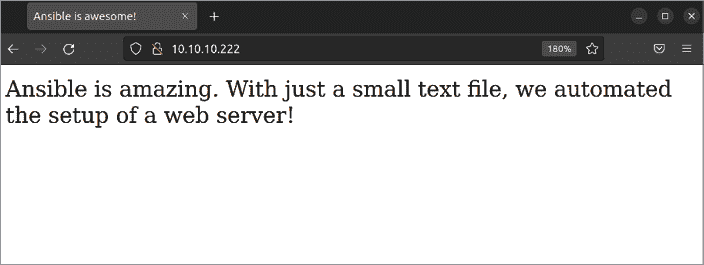 Ansible is awesome!
10.10.10.222
180%
Ansible is amazing. With just a small text file, we automated
the setup of a web server!